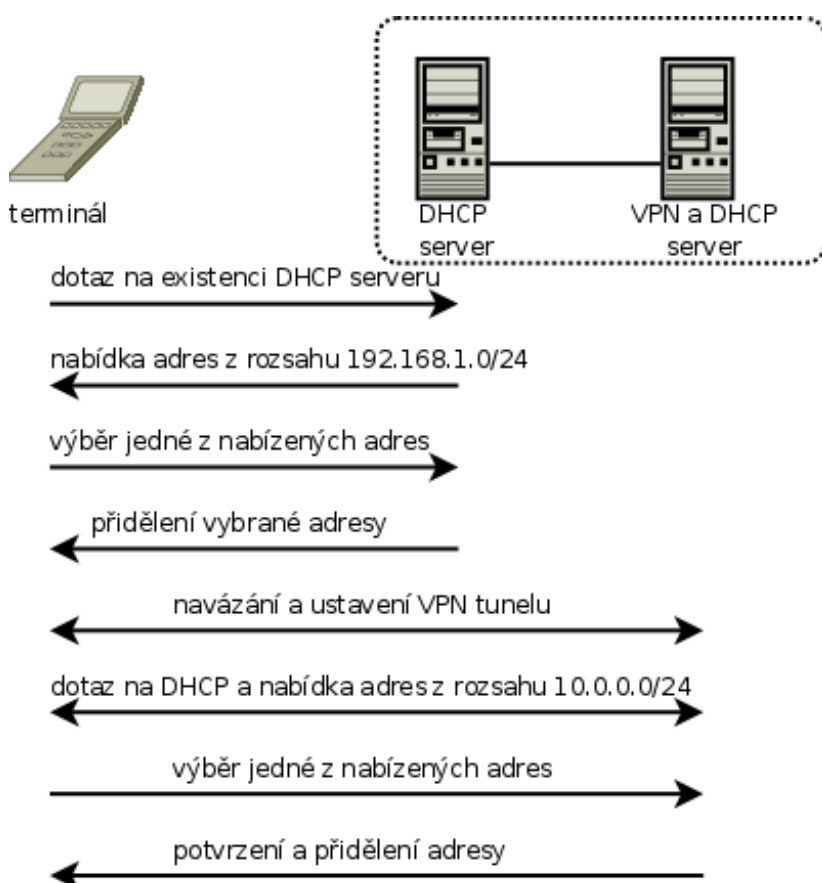 terminál
DHCP
server
VPN a DHCP
server
dotaz na existenci DHCP serveru
nabídka adres z rozsahu 192.168.1.0/24
výběr jedné z nabízených adres
přidělení vybrané adresy
navázání a ustavení VPN tunelu
dotaz na DHCP a nabídka adres z rozsahu 10.0.0.0/24
výběr jedné z nabízených adres
potvrzení a přidělení adresy